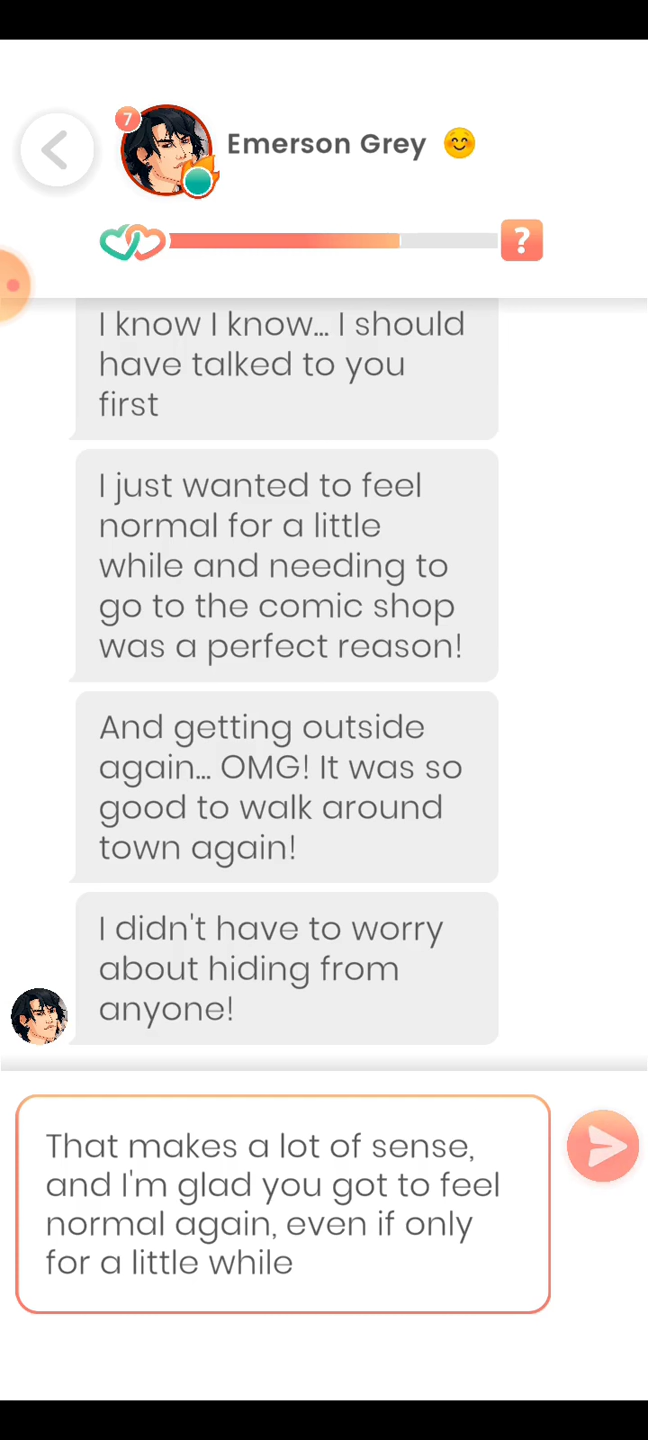 7
Emerson Grey 😊
?
I know I know... I should
have talked to you
first
I just wanted to feel
normal for a little
while and needing to
go to the comic shop
was a perfect reason!
And getting outside
again... OMG! It was so
good to walk around
town again!
I didn't have to worry
about hiding from
anyone!
That makes a lot of sense,
and I'm glad you got to feel
normal again, even if only
for a little while